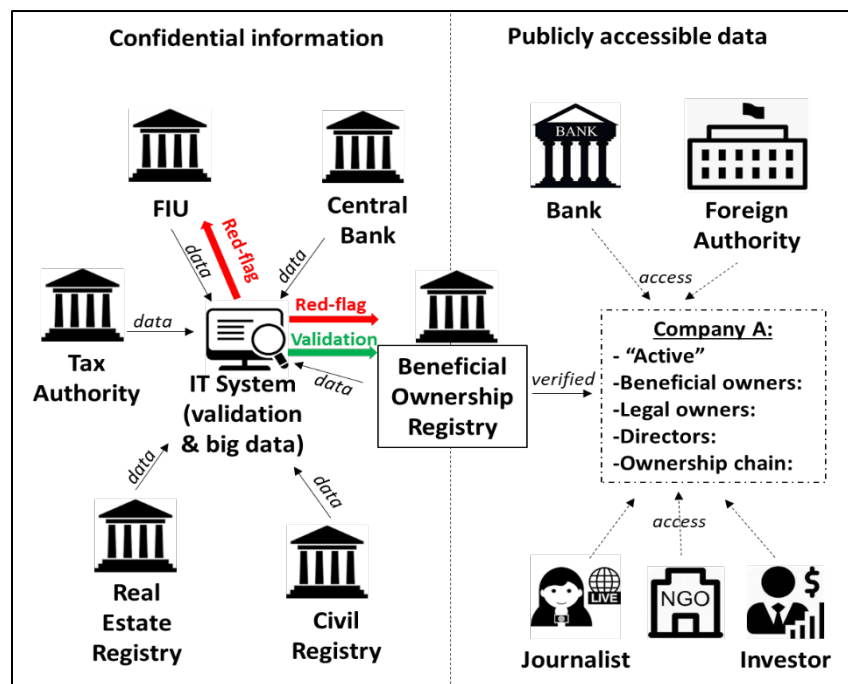 Confidential information
Publicly accessible data
FIU
Central
Bank
BANK
Bank
Foreign
Authority
data
Red-flag
data
access
Tax
Authority
data
Red-flag
Validation
IT System
(validation
& big data)
data
Beneficial
Ownership
Registry
verified
Company A:
- “Active”
-Beneficial owners:
-Legal owners:
-Directors:
-Ownership chain:
data
data
access
Real
Estate
Registry
Civil
Registry
LIVE
Journalist
NGO
$
Investor